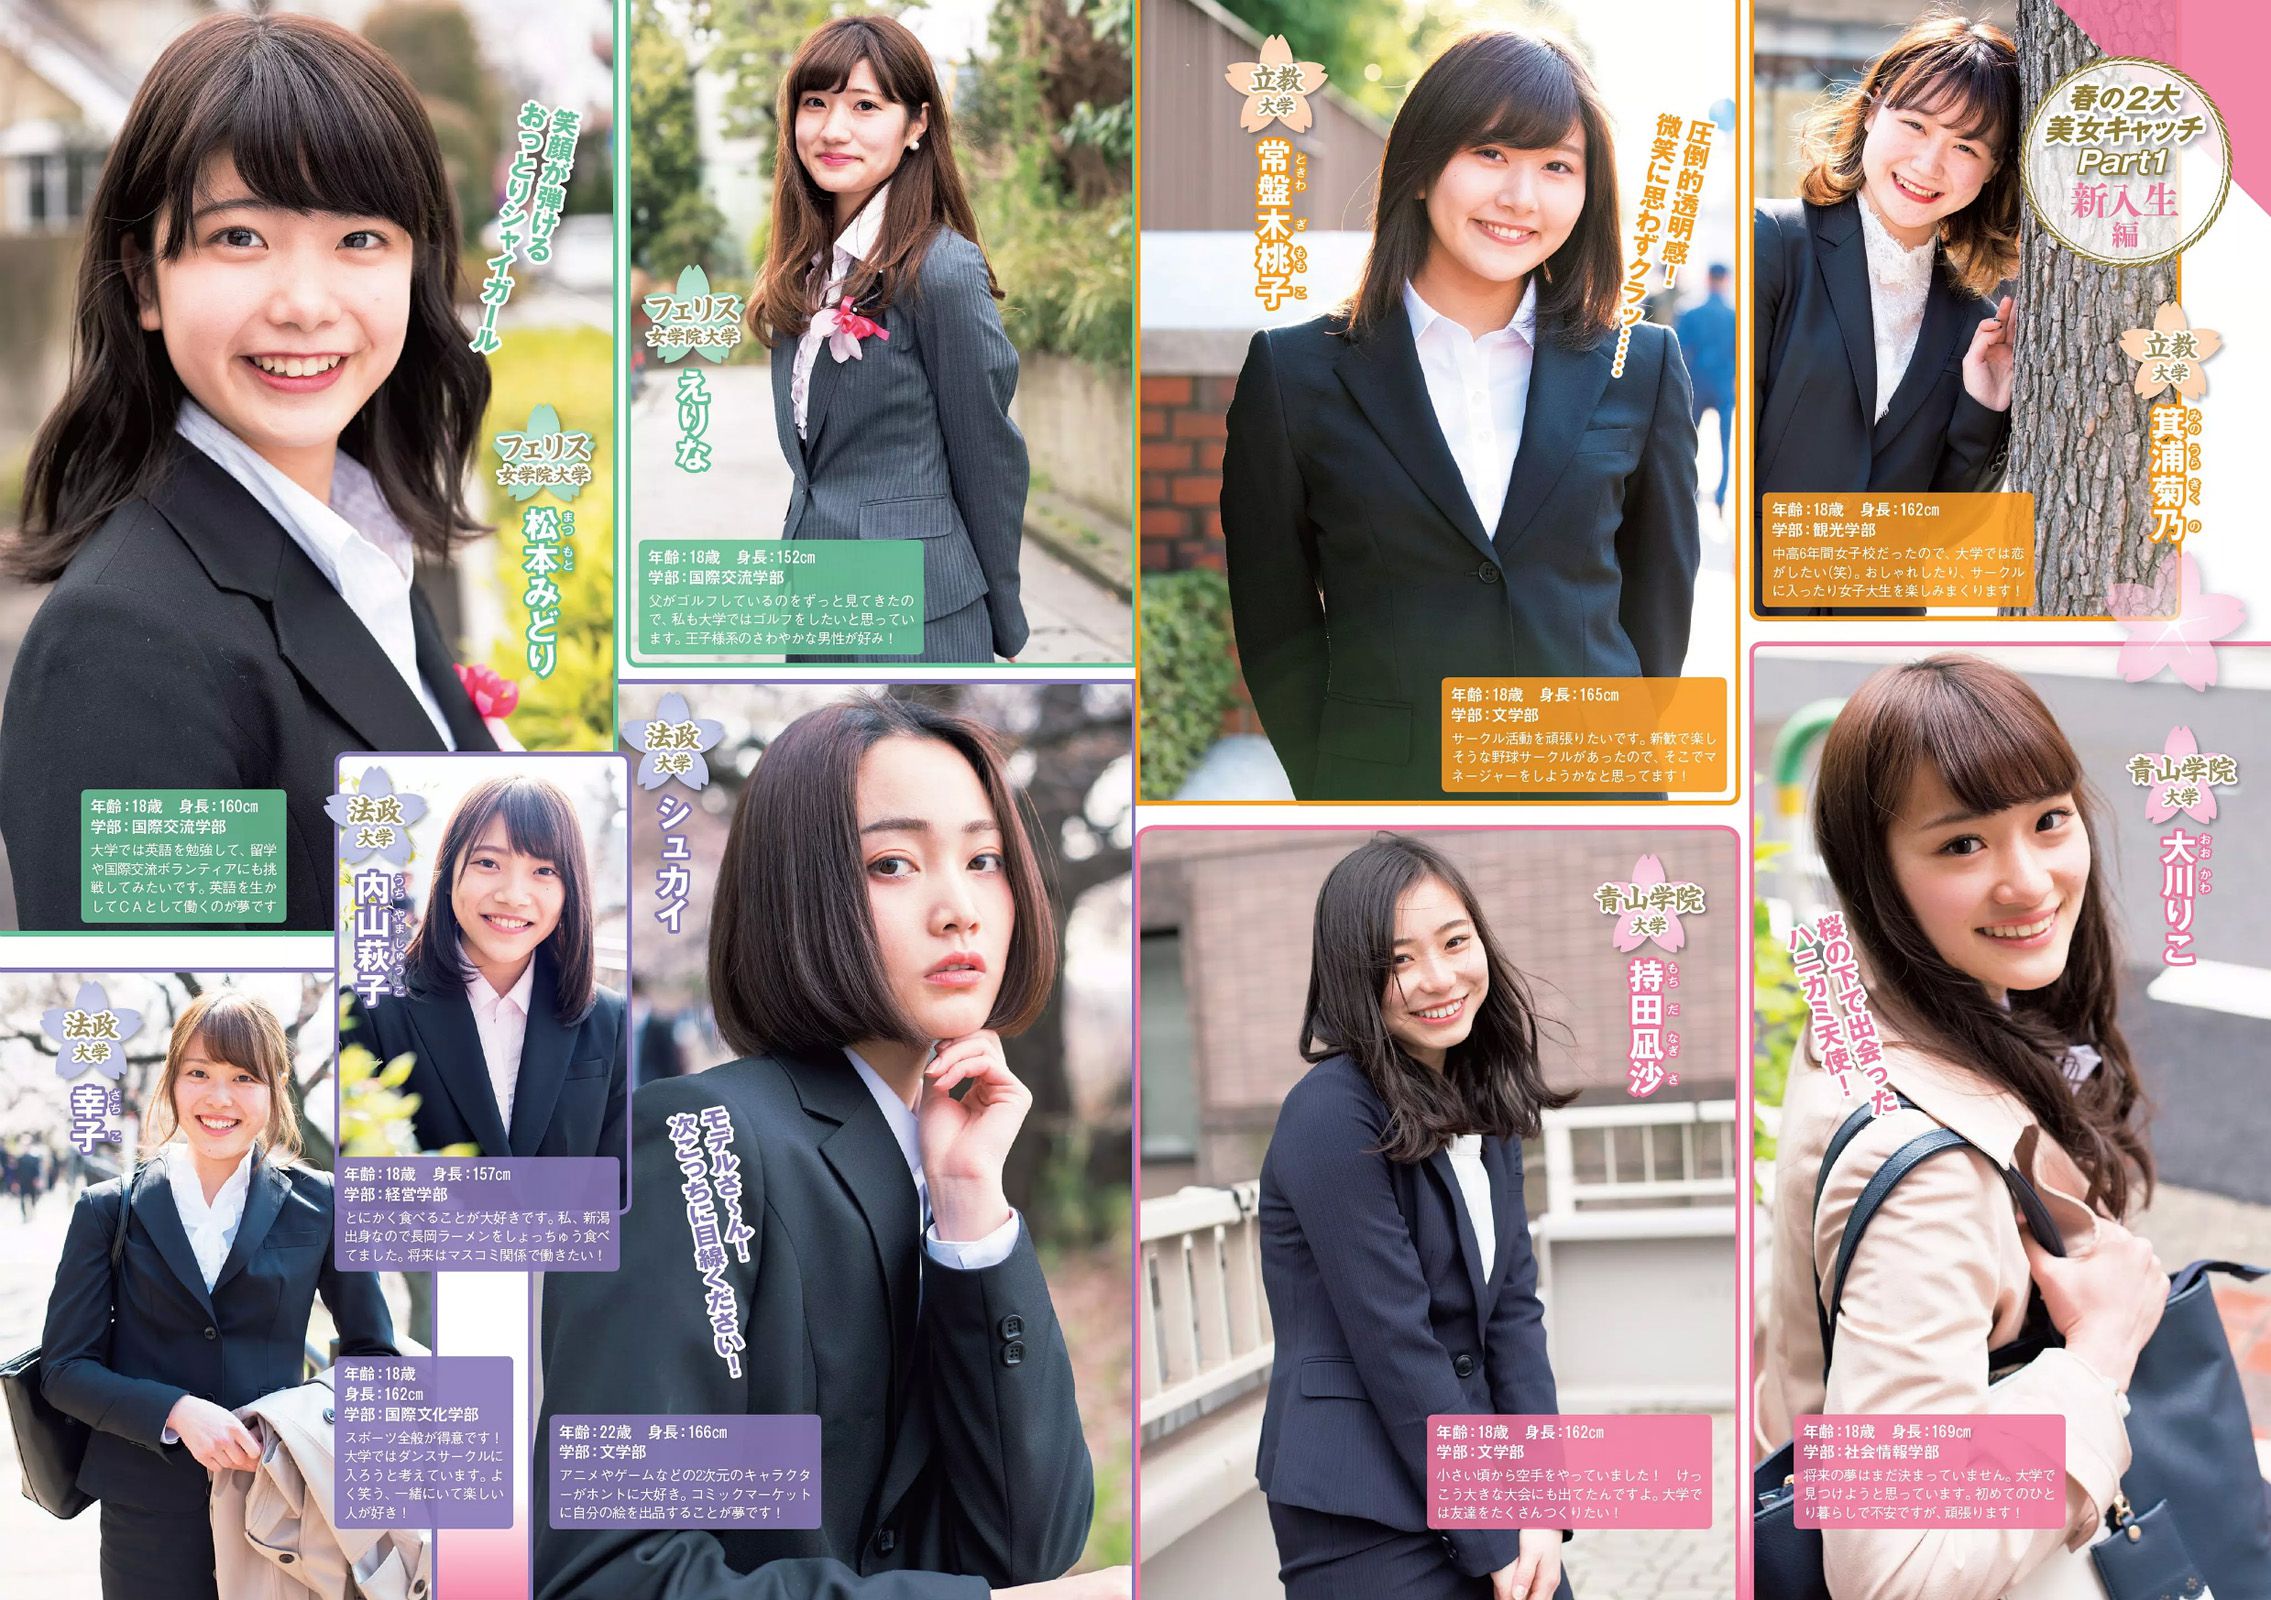 春の2大
美女キャッチ
Part1
新入生
編
立教
大学
箕浦菊乃
みのうらきくの
年齢:18歳　身長:162cm
学部:観光学部
中高6年間女子校だったので、大学では恋
がしたい(笑)。おしゃれしたり、サークル
に入ったり女子大生を楽しみまくります!
青山学院
大学
大川りこ
おおかわ
桜の下で出会った
ハニカミ天使!
年齢:18歳　身長:169cm
学部:社会情報学部
将来の夢はまだ決まっていません。大学で
見つけようと思っています。初めてのひと
り暮らしで不安ですが、頑張ります!
立教
大学
常盤木桃子
ときわぎももこ
圧倒的透明感!
微笑に思わずクラッ……
年齢:18歳　身長:165cm
学部:文学部
サークル活動を頑張りたいです。新歓で楽し
そうな野球サークルがあったので、そこでマ
ネージャーをしようかなと思ってます!
青山学院
大学
持田凪沙
もちだなぎさ
年齢:18歳　身長:162cm
学部:文学部
小さい頃から空手をやっていました!　けっ
こう大きな大会にも出てたんですよ。大学で
は友達をたくさんつくりたい!
フェリス
女学院大学
えりな
年齢:18歳　身長:152cm
学部:国際交流学部
父がゴルフしているのをずっと見てきたの
で、私も大学ではゴルフをしたいと思ってい
ます。王子様系のさわやかな男性が好み!
法政
大学
シュカイ
モデルさ〜ん!
次こっちに目線ください!
年齢:22歳　身長:166cm
学部:文学部
アニメやゲームなどの2次元のキャラクタ
ーがホントに大好き。コミックマーケット
に自分の絵を出品することが夢です!
笑顔が弾ける
おっとりシャイガール
フェリス
女学院大学
松本みどり
まつもと
年齢:18歳　身長:160cm
学部:国際交流学部
大学では英語を勉強して、留学
や国際交流ボランティアにも挑
戦してみたいです。英語を生か
してCAとして働くのが夢です
法政
大学
内山萩子
うちやましゅうこ
年齢:18歳　身長:157cm
学部:経営学部
とにかく食べることが大好きです。私、新潟
出身なので長岡ラーメンをしょっちゅう食べ
てました。将来はマスコミ関係で働きたい!
法政
大学
幸子
さちこ
年齢:18歳
身長:162cm
学部:国際文化学部
スポーツ全般が得意です!
大学ではダンスサークルに
入ろうと考えています。よ
く笑う、一緒にいて楽しい
人が好き!